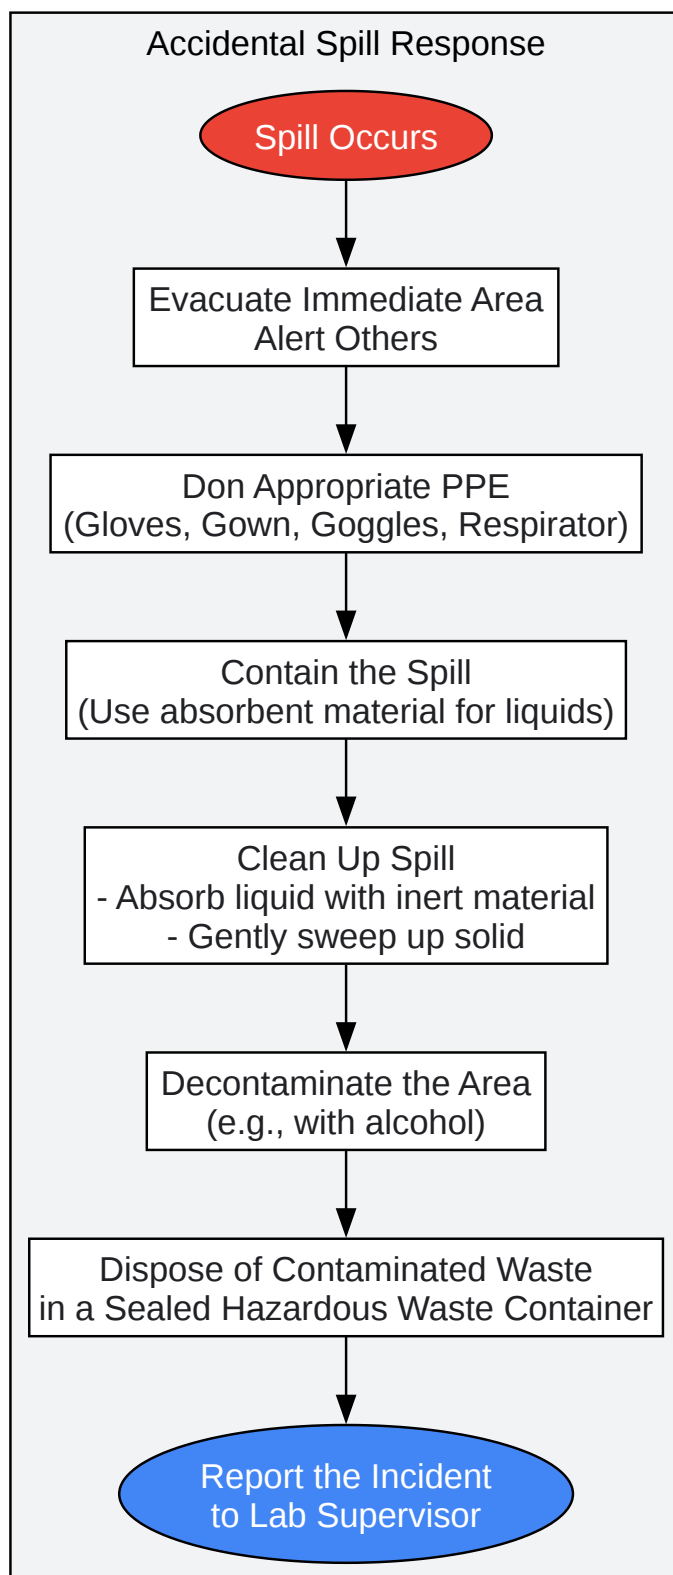 Accidental Spill Response
Spill Occurs
Evacuate Immediate Area
Alert Others
Don Appropriate PPE
(Gloves, Gown, Goggles, Respirator)
Contain the Spill
(Use absorbent material for liquids)
Clean Up Spill
- Absorb liquid with inert material
- Gently sweep up solid
Decontaminate the Area
(e.g., with alcohol)
Dispose of Contaminated Waste
in a Sealed Hazardous Waste Container
Report the Incident
to Lab Supervisor